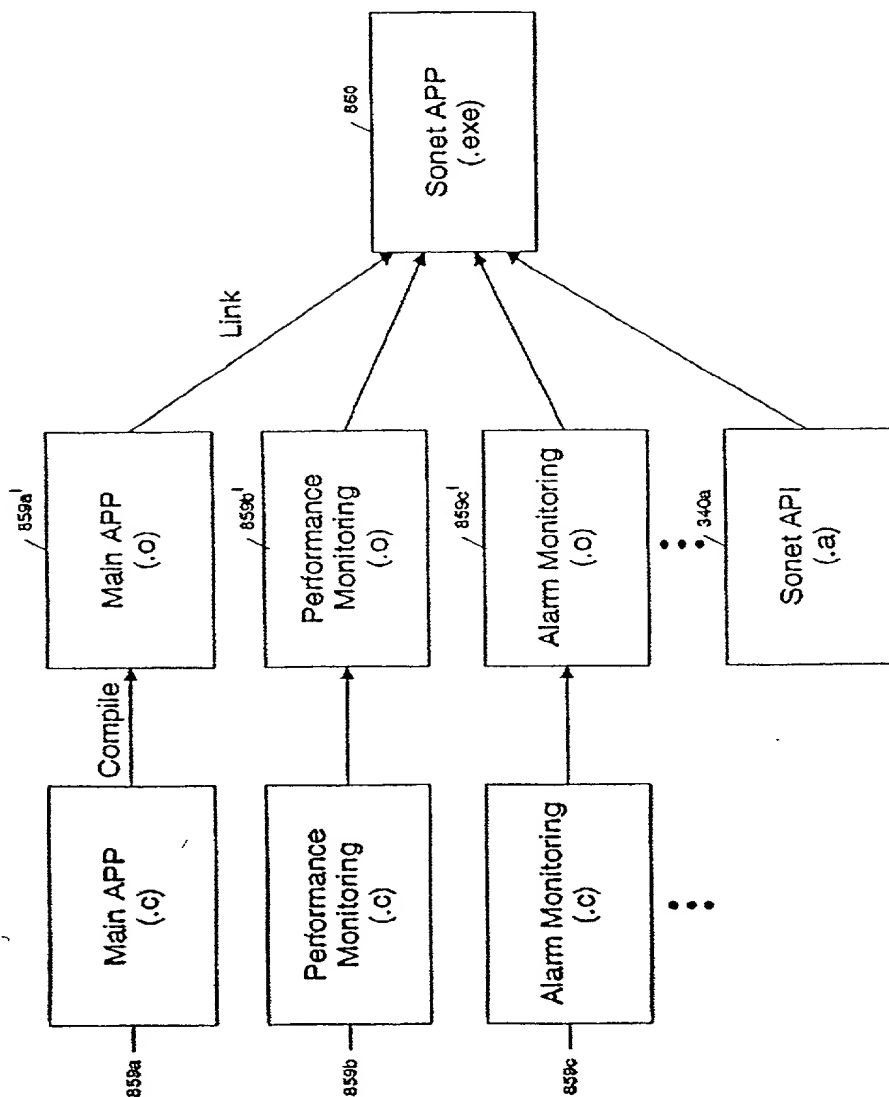 859a
Main APP
(.c)
Compile
859a'
Main APP
(.o)
Link
860
Sonet APP
(.exe)
859b
Performance
Monitoring
(.c)
859b'
Performance
Monitoring
(.o)
859c
Alarm Monitoring
(.c)
859c'
Alarm Monitoring
(.o)
340a
Sonet API
(.a)